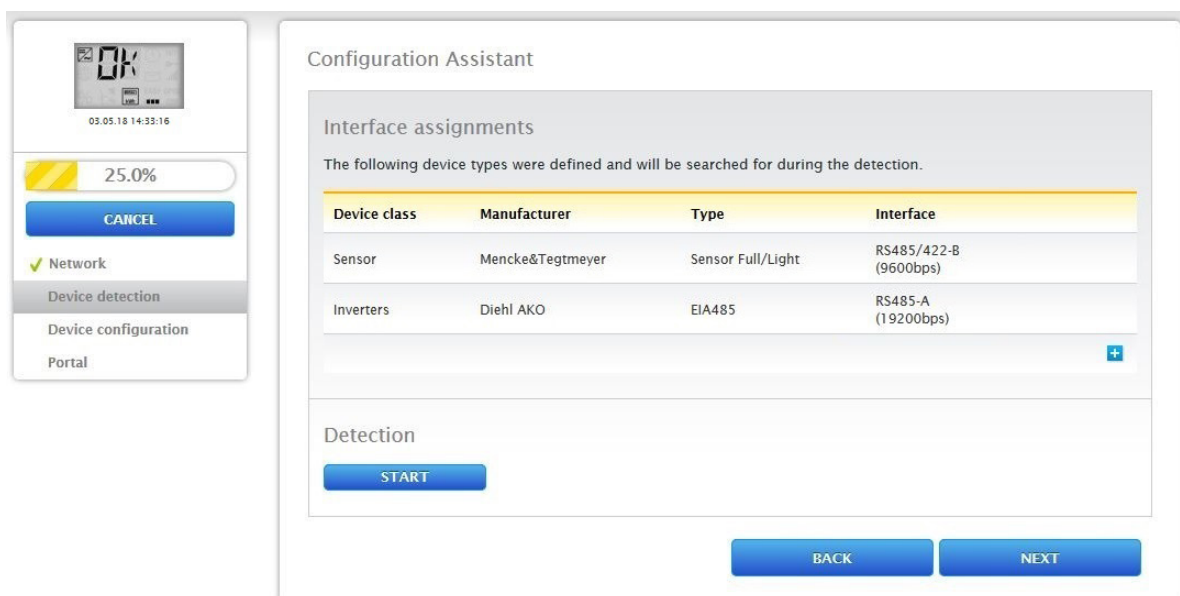 OK
03.05.18 14:33:16
25.0%
CANCEL
Network
Device detection
Device configuration
Portal
Configuration Assistant
Interface assignments
The following device types were defined and will be searched for during the detection.
Device class Manufacturer Type Interface
Sensor Mencke&Tegtmeyer Sensor Full/Light RS485/422-B
(9600bps)
Inverters Diehl AKO EIA485 RS485-A
(19200bps)
Detection
START
BACK NEXT